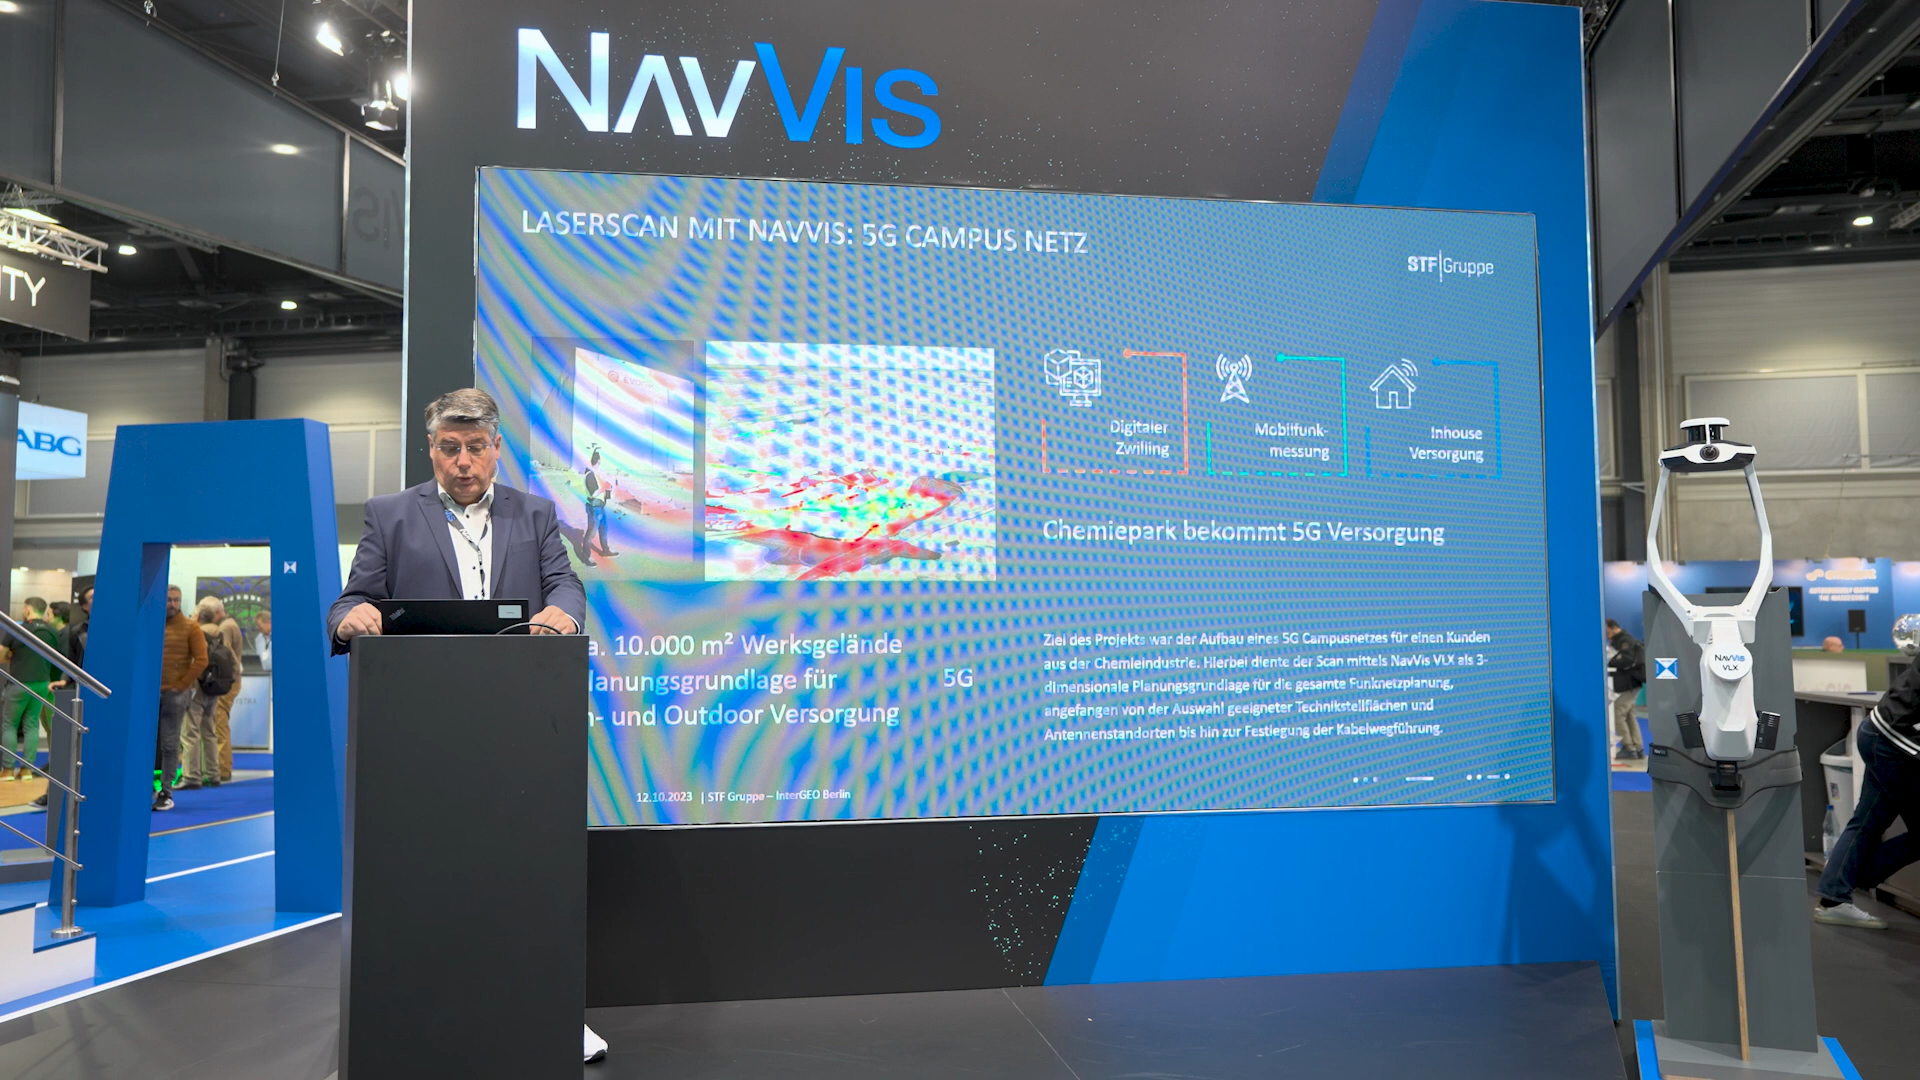 NAVVIS
LASERSCAN MIT NAVVIS: 5G CAMPUS NETZ
STF Gruppe
Digitaler
Zwilling
Mobilfunk-
messung
Inhouse
Versorgung
Chemiepark bekommt 5G Versorgung
a. 10.000 m² Werksgelände
lanungsgrundlage für 5G
- und Outdoor Versorgung
Ziel des Projekts war der Aufbau eines 5G Campusnetzes für einen Kunden
aus der Chemieindustrie. Hierbei diente der Scan mittels NavVis VLX als 3-
dimensionale Planungsgrundlage für die gesamte Funknetzplanung,
angefangen von der Auswahl geeigneter Technikstellflächen und
Antennenstandorten bis hin zur Festlegung der Kabelwegführung.
12.10.2023 | STF Gruppe – InterGEO Berlin
ITY
ABG
NAVVIS
VLX